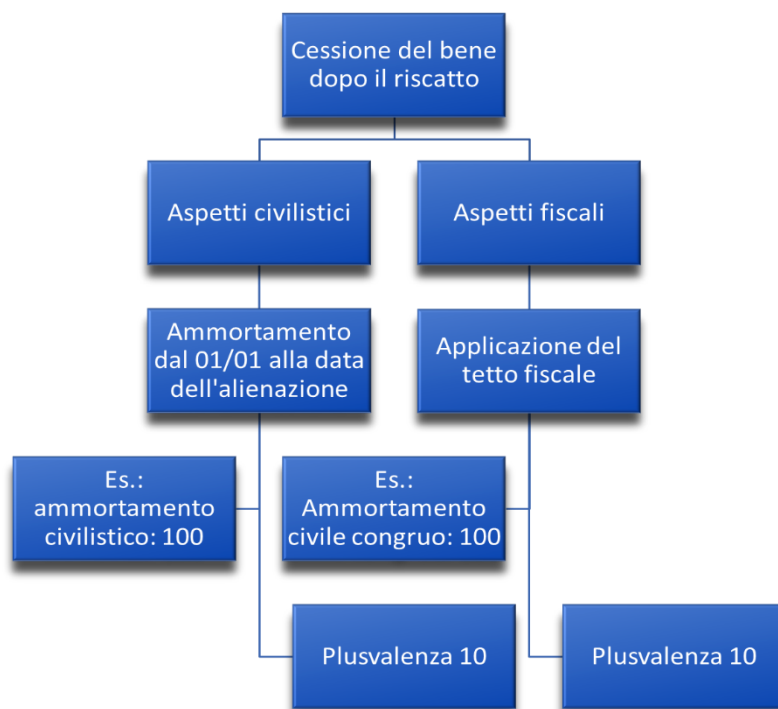 Cessione del bene
dopo il riscatto
Aspetti civilistici
Aspetti fiscali
Ammortamento
dal 01/01 alla data
dell'alienazione
Applicazione del
tetto fiscale
Es.:
ammortamento
civilistico: 100
Es.:
Ammortamento
civile congruo: 100
Plusvalenza 10
Plusvalenza 10